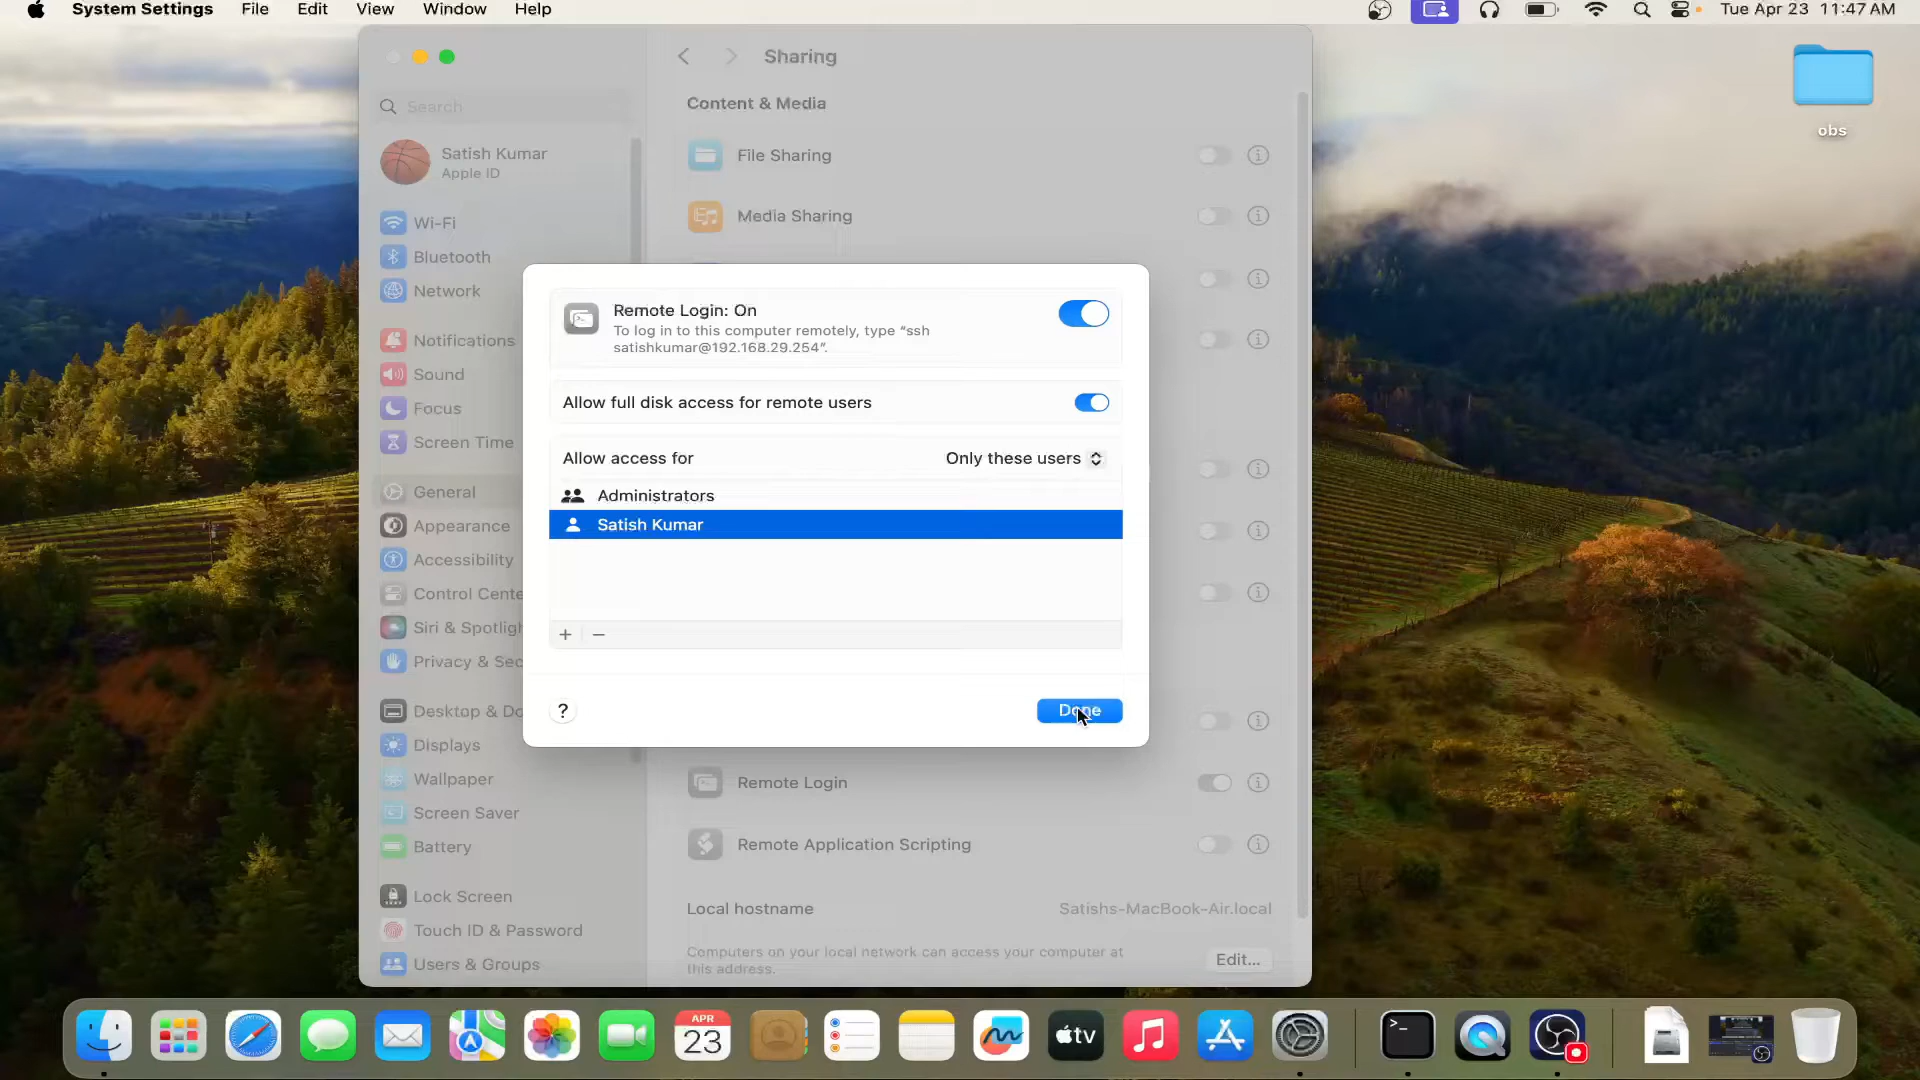 System Settings File Edit View Window Help
Tue Apr 23 11:47 AM
obs
Search
Satish Kumar
Apple ID
Wi-Fi
Bluetooth
Network
Notifications
Sound
Focus
Screen Time
General
Appearance
Accessibility
Control Cente
Siri & Spotligh
Privacy & Sec
Desktop & Do
Displays
Wallpaper
Screen Saver
Battery
Lock Screen
Touch ID & Password
Users & Groups
Sharing
Content & Media
File Sharing
Media Sharing
Remote Login: On
To log in to this computer remotely, type “ssh
satishkumar@192.168.29.254”.
Allow full disk access for remote users
Allow access for
Only these users
Administrators
Satish Kumar
+ −
?
Done
Remote Login
Remote Application Scripting
Local hostname
Satishs-MacBook-Air.local
Computers on your local network can access your computer at
this address.
Edit...
APR
23
tv